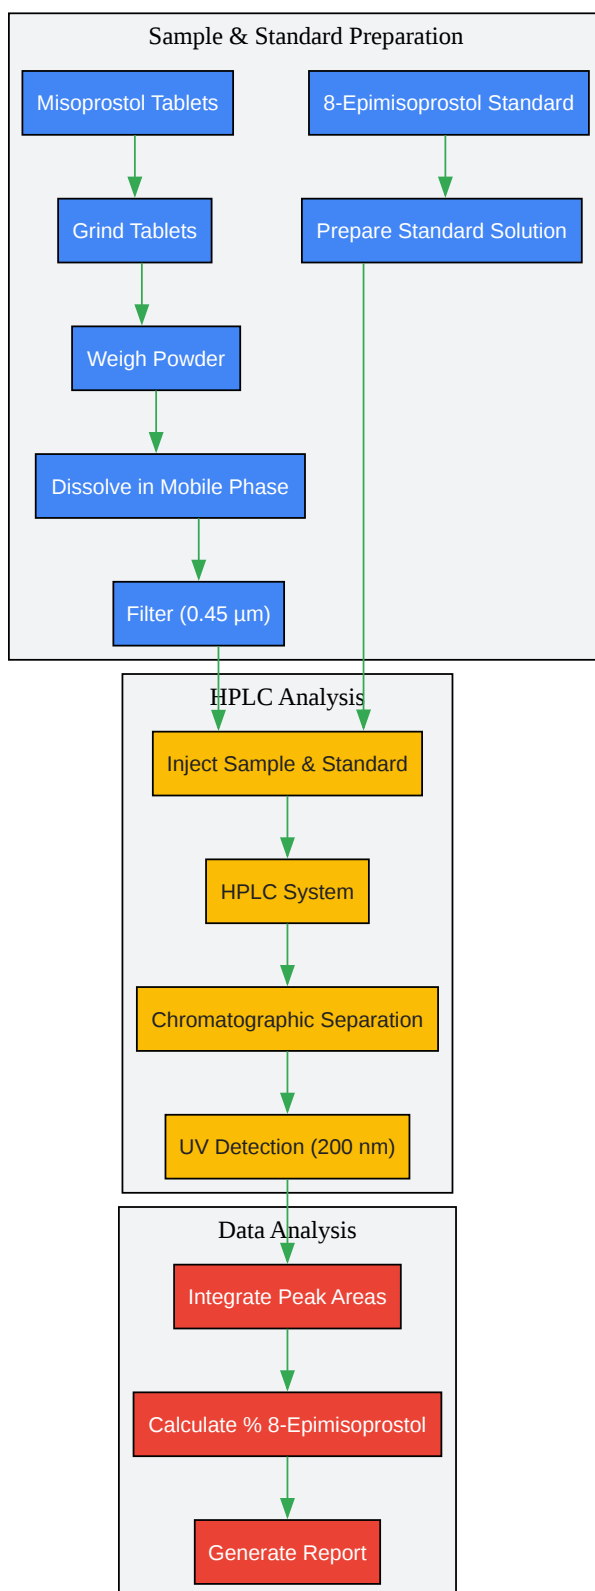 Sample & Standard Preparation
Misoprostol Tablets
8-Epimisoprostol Standard
Grind Tablets
Prepare Standard Solution
Weigh Powder
Dissolve in Mobile Phase
Filter (0.45 µm)
HPLC Analysis
Inject Sample & Standard
HPLC System
Chromatographic Separation
UV Detection (200 nm)
Data Analysis
Integrate Peak Areas
Calculate % 8-Epimisoprostol
Generate Report